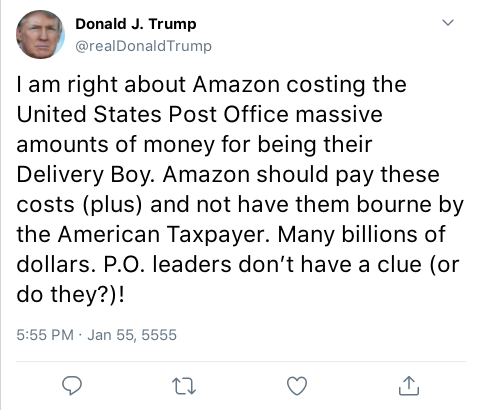 Donald J. Trump
@realDonaldTrump
I am right about Amazon costing the
United States Post Office massive
amounts of money for being their
Delivery Boy. Amazon should pay these
costs (plus) and not have them bourne by
the American Taxpayer. Many billions of
dollars. P.O. leaders don’t have a clue (or
do they?)!
5:55 PM · Jan 55, 5555